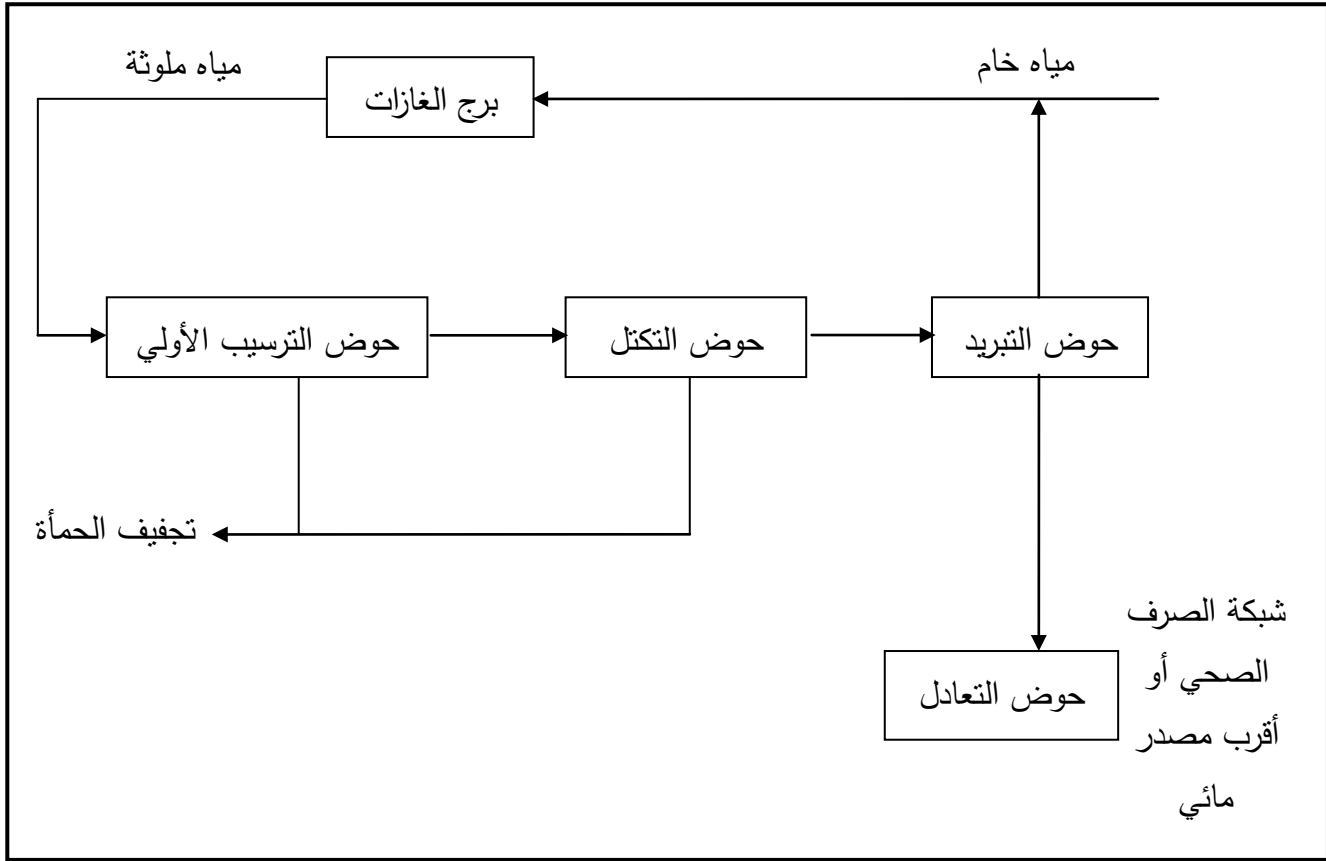 مياه خام
برج الغازات
مياه ملوثة
حوض الترسيب الأولي
حوض التكتل
حوض التبريد
تجفيف الحمأة
حوض التعادل
شبكة الصرف
الصحي أو
أقرب مصدر
مائي